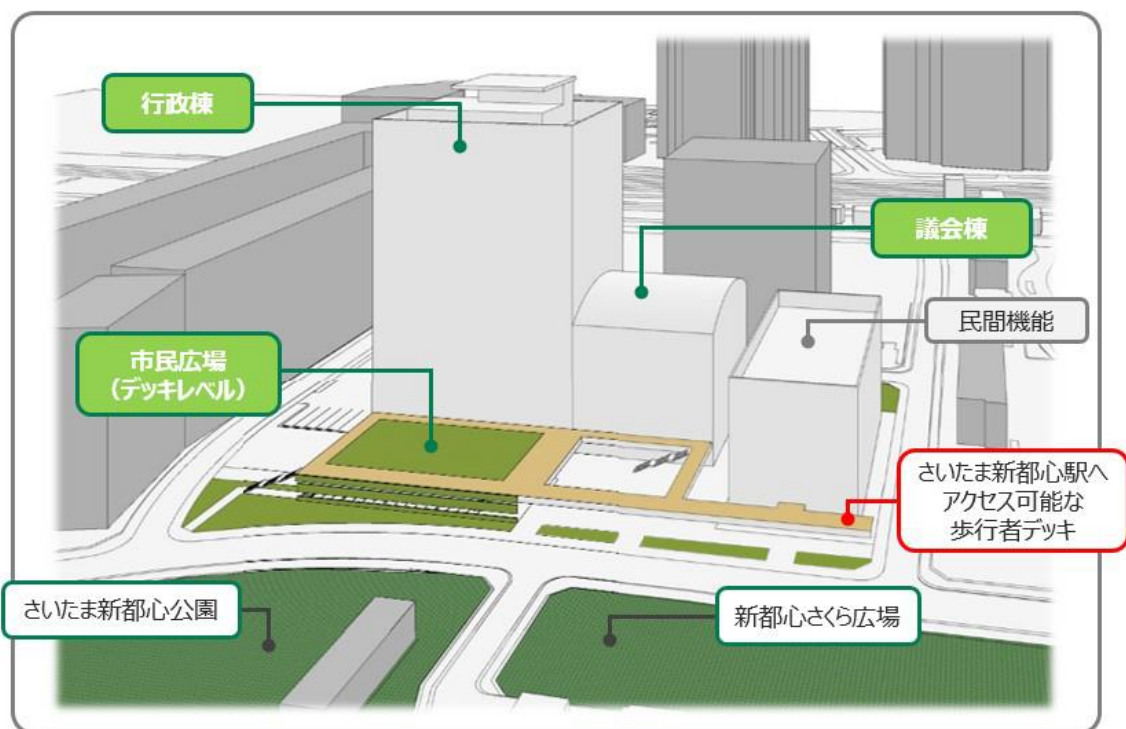 行政棟
議会棟
民間機能
市民広場
(デッキレベル)
さいたま新都心駅へ
アクセス可能な
歩行者デッキ
さいたま新都心公園
新都心さくら広場